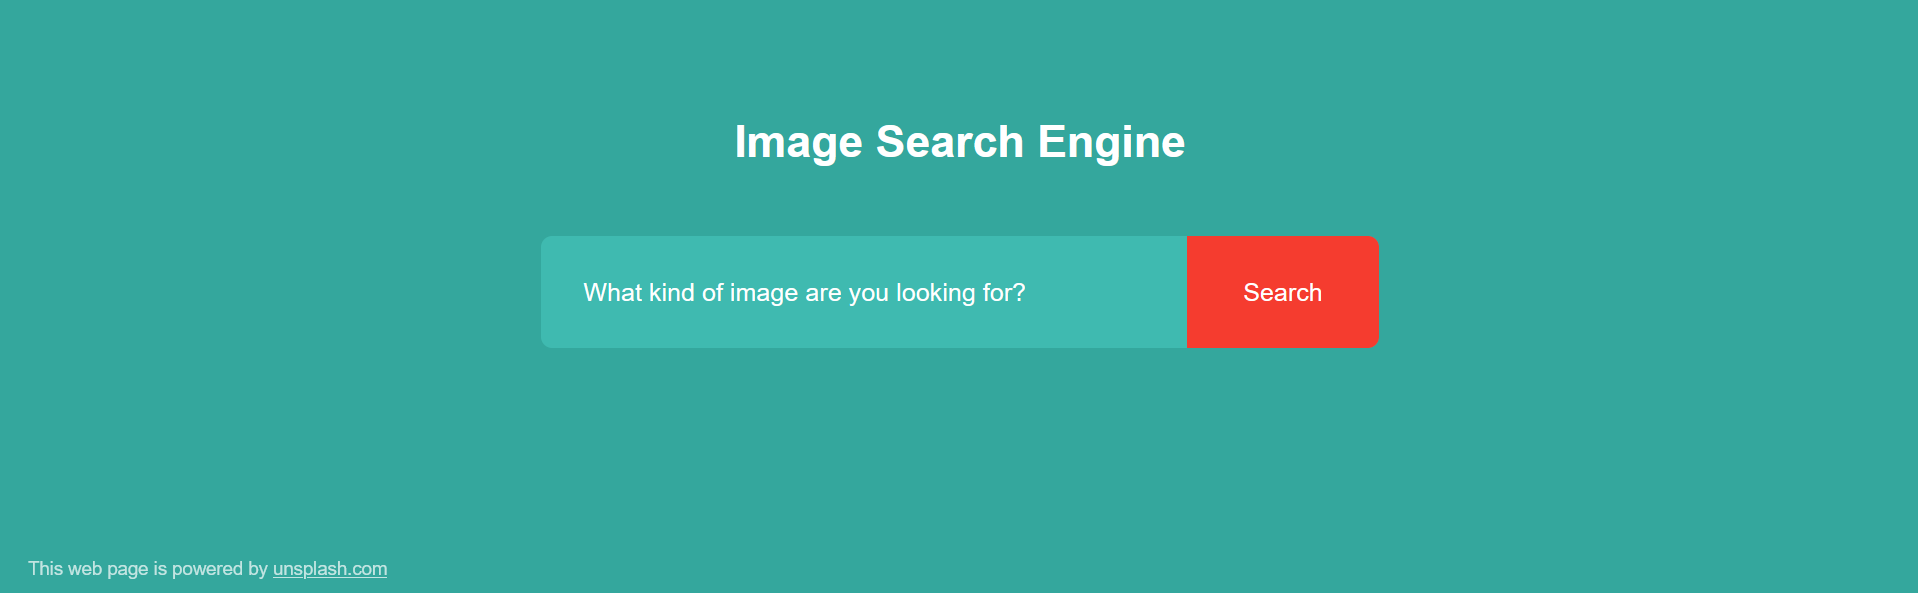 Image Search Engine
What kind of image are you looking for?
Search
This web page is powered by unsplash.com